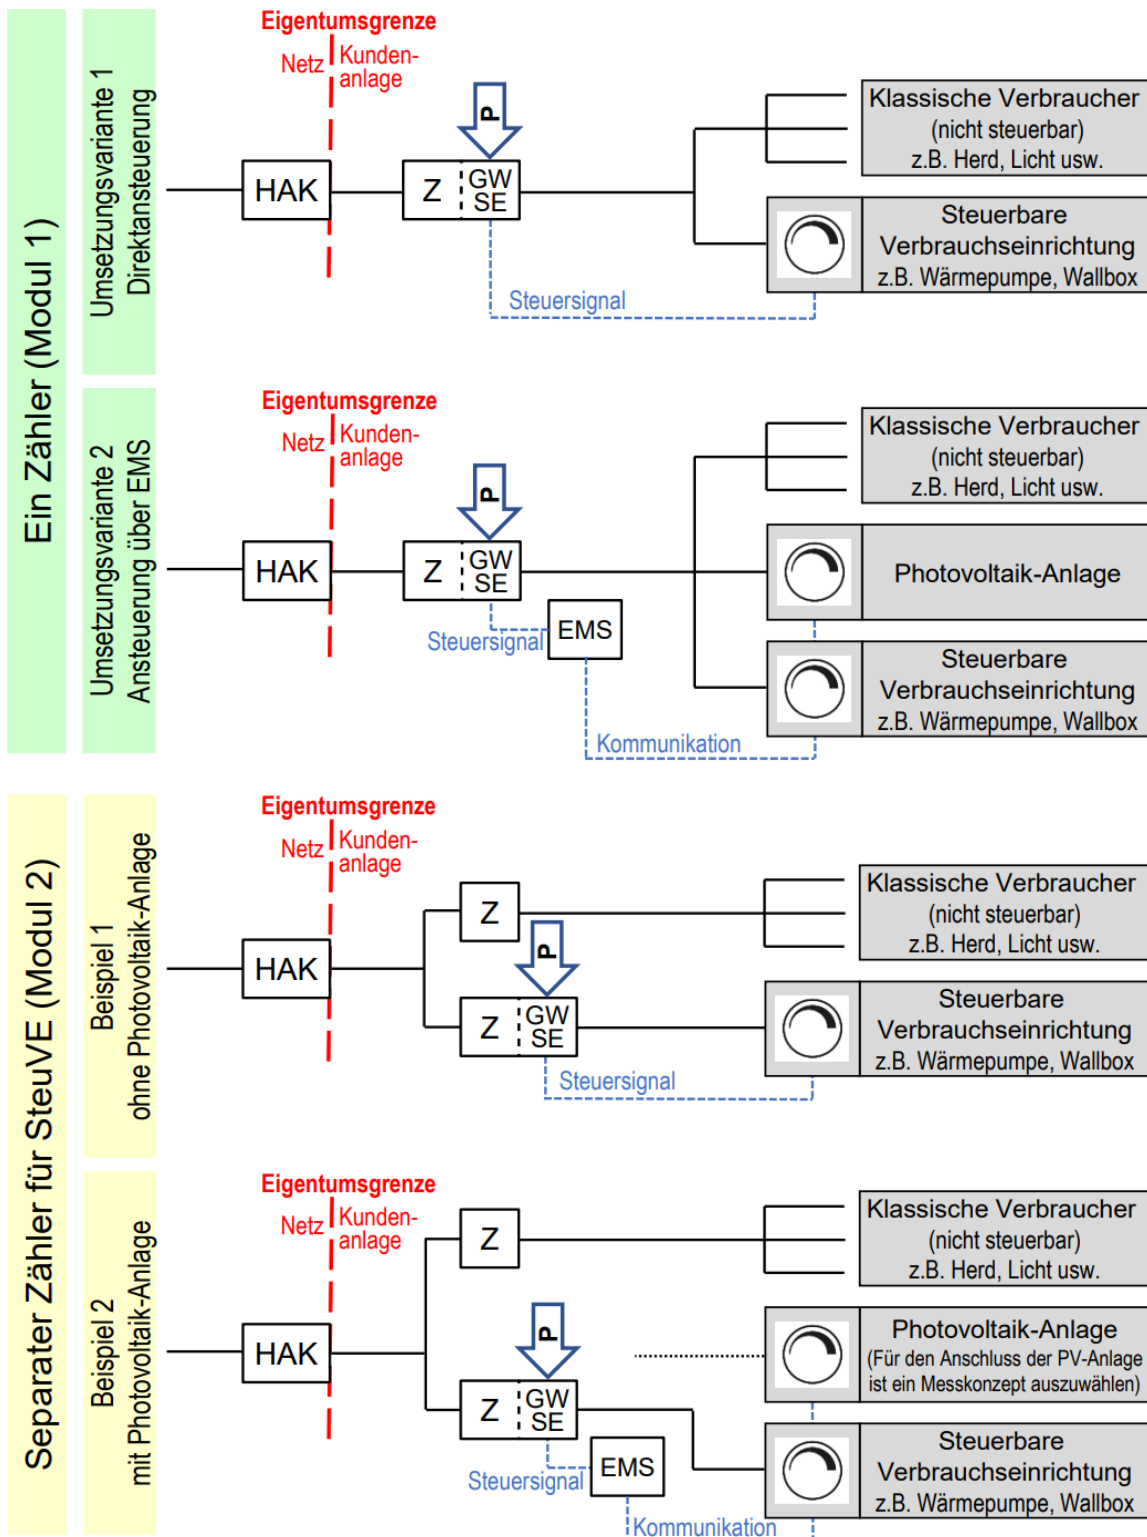 Ein Zähler (Modul 1)
Umsetzungsvariante 1
Direktansteuerung
Eigentumsgrenze
Netz
Kunden-
anlage
P
HAK
Z
GW
SE
Steuersignal
Klassische Verbraucher
(nicht steuerbar)
z.B. Herd, Licht usw.
Steuerbare
Verbrauchseinrichtung
z.B. Wärmepumpe, Wallbox
Umsetzungsvariante 2
Ansteuerung über EMS
Eigentumsgrenze
Netz
Kunden-
anlage
P
HAK
Z
GW
SE
Steuersignal
EMS
Kommunikation
Klassische Verbraucher
(nicht steuerbar)
z.B. Herd, Licht usw.
Photovoltaik-Anlage
Steuerbare
Verbrauchseinrichtung
z.B. Wärmepumpe, Wallbox
Separater Zähler für SteuVE (Modul 2)
Beispiel 1
ohne Photovoltaik-Anlage
Eigentumsgrenze
Netz
Kunden-
anlage
HAK
Z
P
Z
GW
SE
Steuersignal
Klassische Verbraucher
(nicht steuerbar)
z.B. Herd, Licht usw.
Steuerbare
Verbrauchseinrichtung
z.B. Wärmepumpe, Wallbox
Beispiel 2
mit Photovoltaik-Anlage
Eigentumsgrenze
Netz
Kunden-
anlage
HAK
Z
P
Z
GW
SE
Steuersignal
EMS
Kommunikation
Klassische Verbraucher
(nicht steuerbar)
z.B. Herd, Licht usw.
Photovoltaik-Anlage
(Für den Anschluss der PV-Anlage
ist ein Messkonzept auszuwählen)
Steuerbare
Verbrauchseinrichtung
z.B. Wärmepumpe, Wallbox